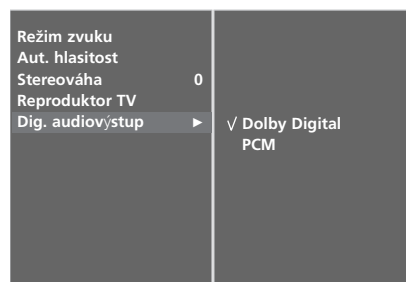 Režim zvuku
Aut. hlasitost
Stereováha 0
Reproduktor TV
Dig. audiovýstup ►
√ Dolby Digital
PCM